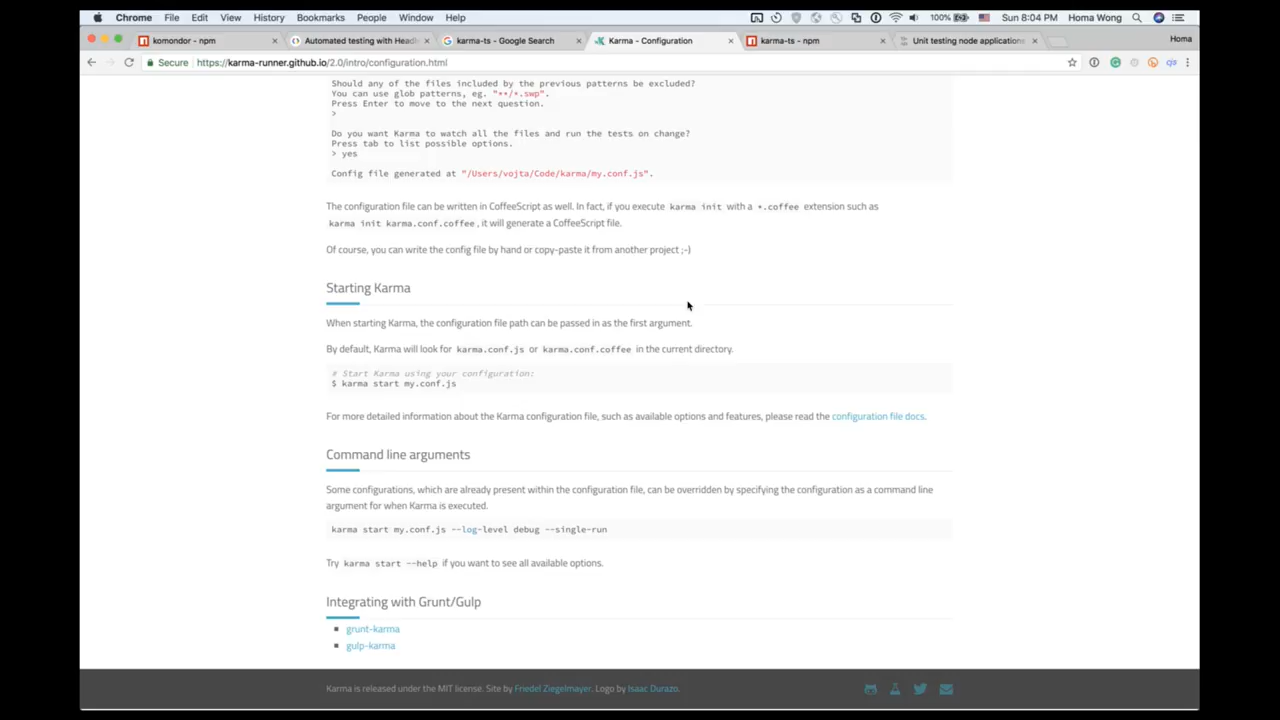 Chrome File Edit View History Bookmarks People Window Help 100% Sun 8:04 PM Homa Wong
komondor - npm Automated testing with Headl karma-ts - Google Search Karma - Configuration karma-ts - npm Unit testing node applications Homa
Secure https://karma-runner.github.io/2.0/intro/configuration.html
Should any of the files included by the previous patterns be excluded?
You can use glob patterns, eg. "**/*.swp".
Press Enter to move to the next question.
>
Do you want Karma to watch all the files and run the tests on change?
Press tab to list possible options.
> yes
Config file generated at "/Users/vojta/Code/karma/my.conf.js".
The configuration file can be written in CoffeeScript as well. In fact, if you execute karma init with a *.coffee extension such as
karma init karma.conf.coffee, it will generate a CoffeeScript file.
Of course, you can write the config file by hand or copy-paste it from another project ;-)
Starting Karma
When starting Karma, the configuration file path can be passed in as the first argument.
By default, Karma will look for karma.conf.js or karma.conf.coffee in the current directory.
# Start Karma using your configuration:
$ karma start my.conf.js
For more detailed information about the Karma configuration file, such as available options and features, please read the configuration file docs.
Command line arguments
Some configurations, which are already present within the configuration file, can be overridden by specifying the configuration as a command line
argument for when Karma is executed.
karma start my.conf.js --log-level debug --single-run
Try karma start --help if you want to see all available options.
Integrating with Grunt/Gulp
grunt-karma
gulp-karma
Karma is released under the MIT license. Site by Friedel Ziegelmayer. Logo by Isaac Durazo.